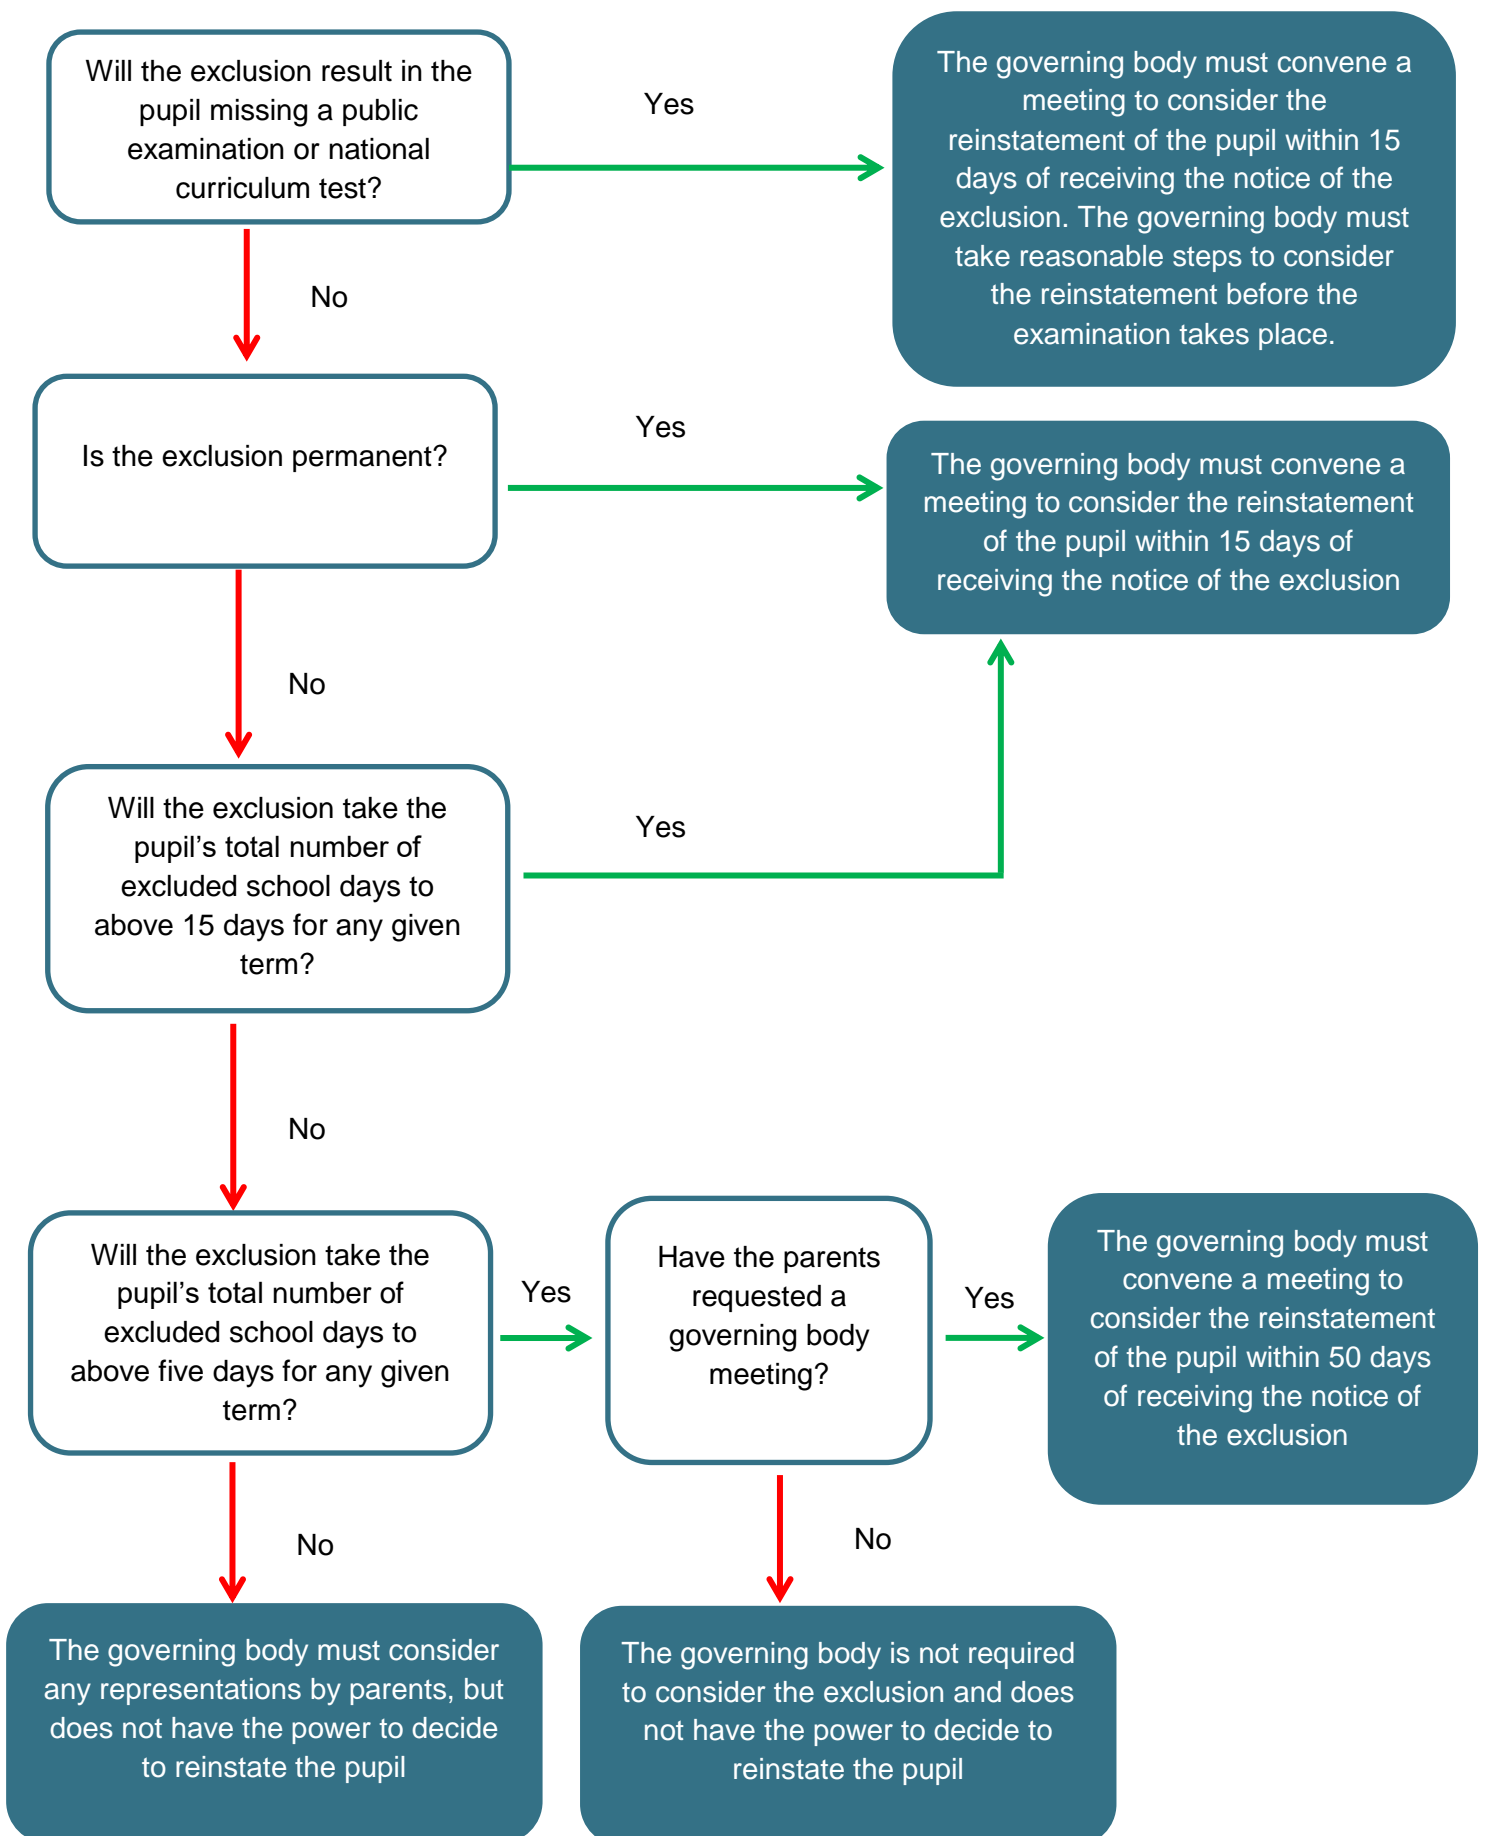 Will the exclusion result in the
pupil missing a public
examination or national
curriculum test?
Yes
The governing body must convene a
meeting to consider the
reinstatement of the pupil within 15
days of receiving the notice of the
exclusion. The governing body must
take reasonable steps to consider
the reinstatement before the
examination takes place.
No
Is the exclusion permanent?
Yes
The governing body must convene a
meeting to consider the reinstatement
of the pupil within 15 days of
receiving the notice of the exclusion
No
Will the exclusion take the
pupil’s total number of
excluded school days to
above 15 days for any given
term?
Yes
No
Will the exclusion take the
pupil’s total number of
excluded school days to
above five days for any given
term?
Yes
Have the parents
requested a
governing body
meeting?
Yes
The governing body must
convene a meeting to
consider the reinstatement
of the pupil within 50 days
of receiving the notice of
the exclusion
No
No
The governing body must consider
any representations by parents, but
does not have the power to decide
to reinstate the pupil
The governing body is not required
to consider the exclusion and does
not have the power to decide to
reinstate the pupil